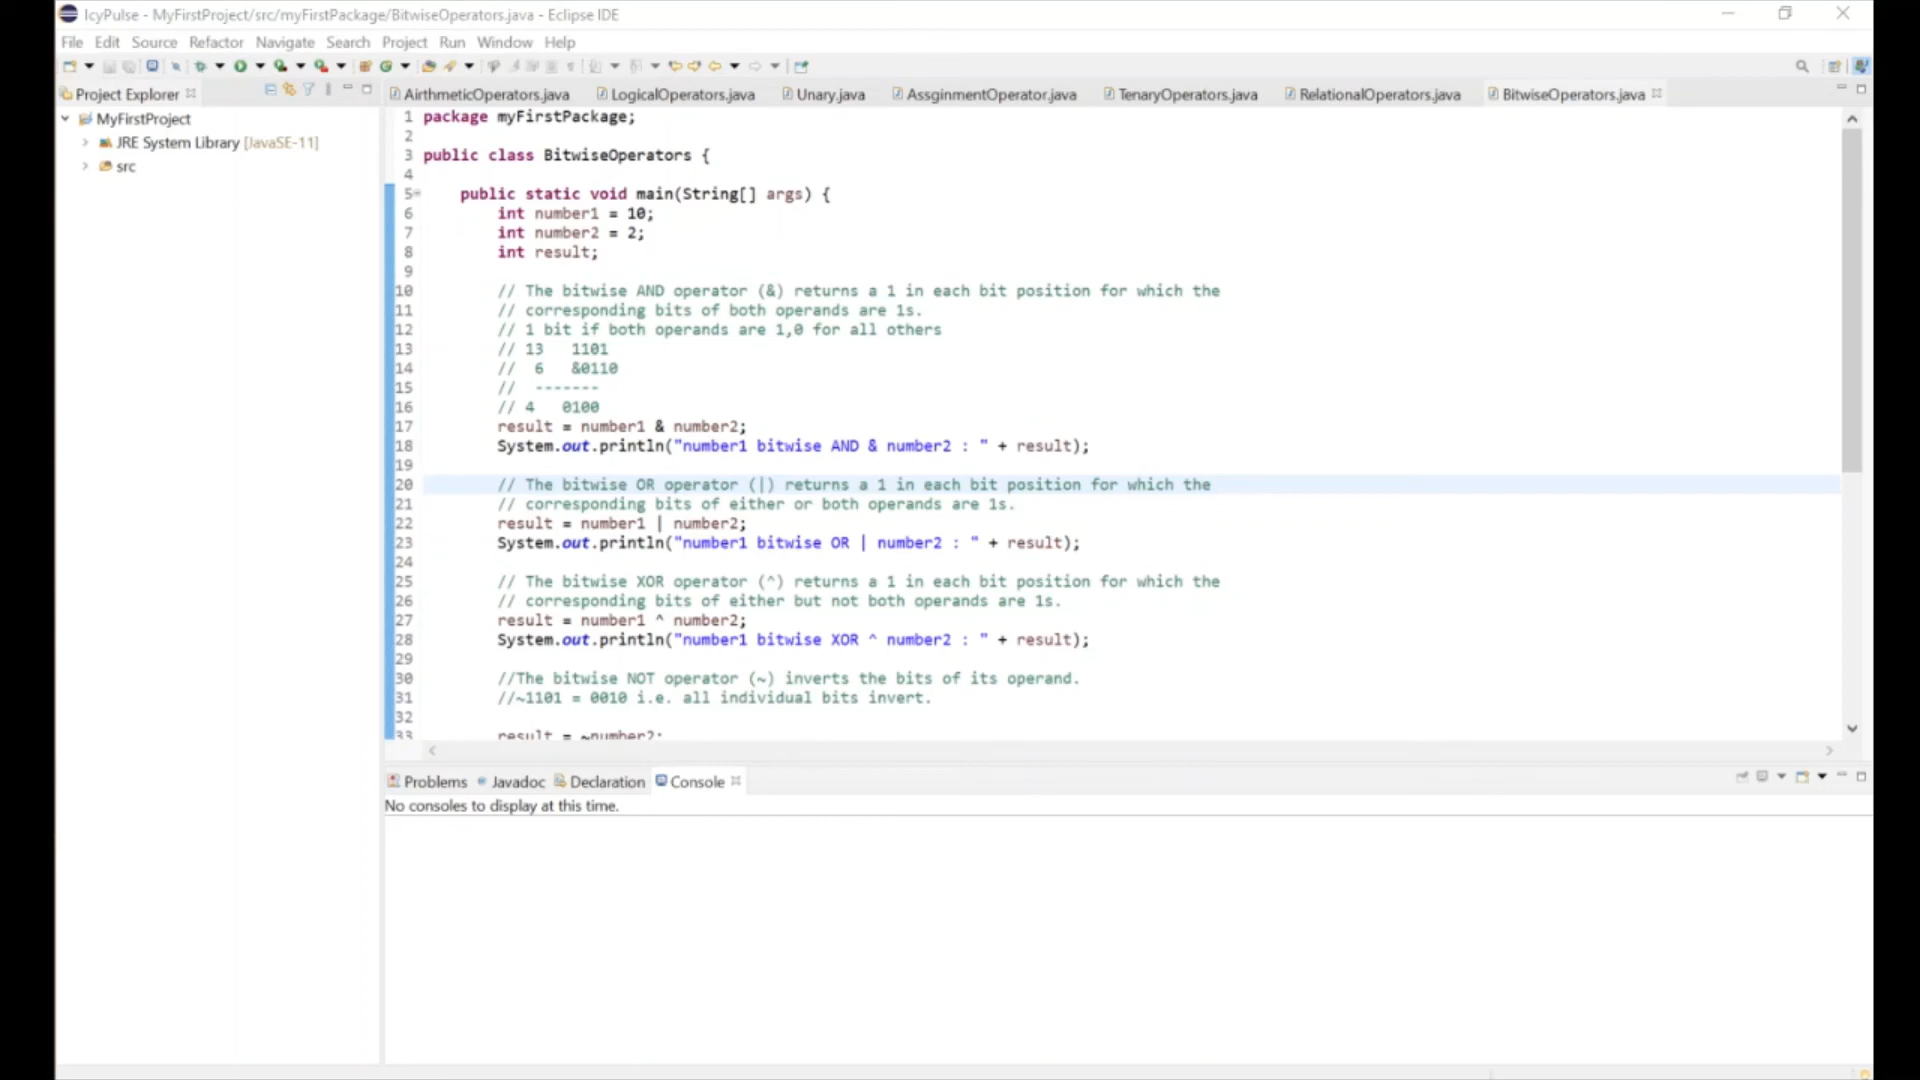 IcyPulse - MyFirstProject/src/myFirstPackage/BitwiseOperators.java - Eclipse IDE
File Edit Source Refactor Navigate Search Project Run Window Help
Project Explorer
MyFirstProject
JRE System Library [JavaSE-11]
src
AirthmeticOperators.java LogicalOperators.java Unary.java AssginmentOperator.java TenaryOperators.java RelationalOperators.java BitwiseOperators.java
1 package myFirstPackage;
2
3 public class BitwiseOperators {
4
5 public static void main(String[] args) {
6 int number1 = 10;
7 int number2 = 2;
8 int result;
9
10 // The bitwise AND operator (&) returns a 1 in each bit position for which the
11 // corresponding bits of both operands are 1s.
12 // 1 bit if both operands are 1,0 for all others
13 // 13 1101
14 // 6 &0110
15 // -------
16 // 4 0100
17 result = number1 & number2;
18 System.out.println("number1 bitwise AND & number2 : " + result);
19
20 // The bitwise OR operator (|) returns a 1 in each bit position for which the
21 // corresponding bits of either or both operands are 1s.
22 result = number1 | number2;
23 System.out.println("number1 bitwise OR | number2 : " + result);
24
25 // The bitwise XOR operator (^) returns a 1 in each bit position for which the
26 // corresponding bits of either but not both operands are 1s.
27 result = number1 ^ number2;
28 System.out.println("number1 bitwise XOR ^ number2 : " + result);
29
30 //The bitwise NOT operator (~) inverts the bits of its operand.
31 //~1101 = 0010 i.e. all individual bits invert.
32
33 result = ~number2;
Problems Javadoc Declaration Console
No consoles to display at this time.